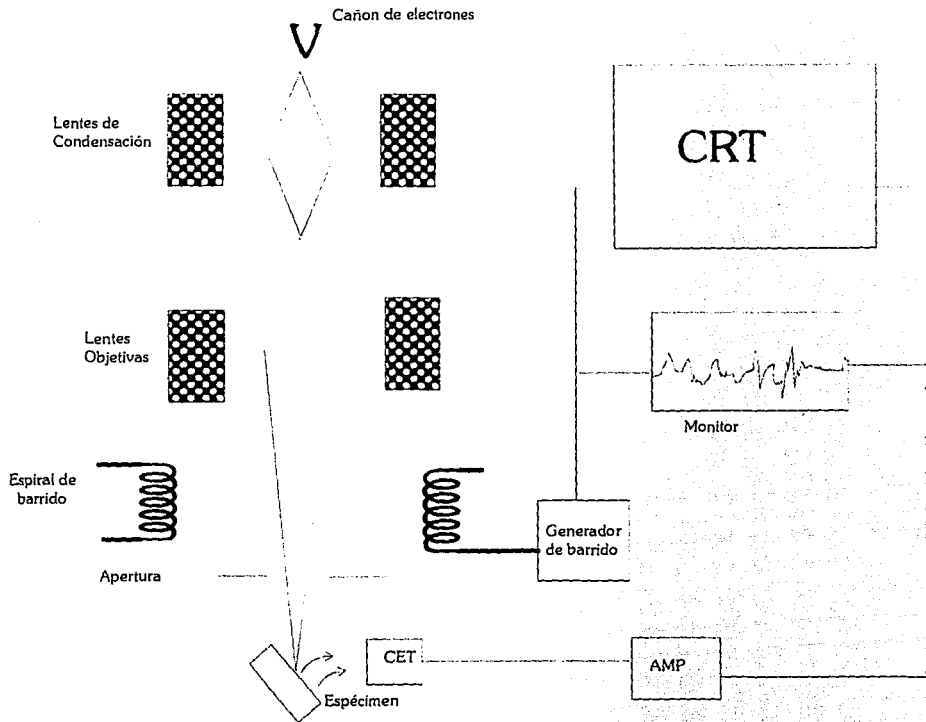 Cañon de electrones
Lentes de
Condensación
CRT
Lentes
Objetivas
Monitor
Espiral de
barrido
Generador
de barrido
Apertura
CET
AMP
Espécimen